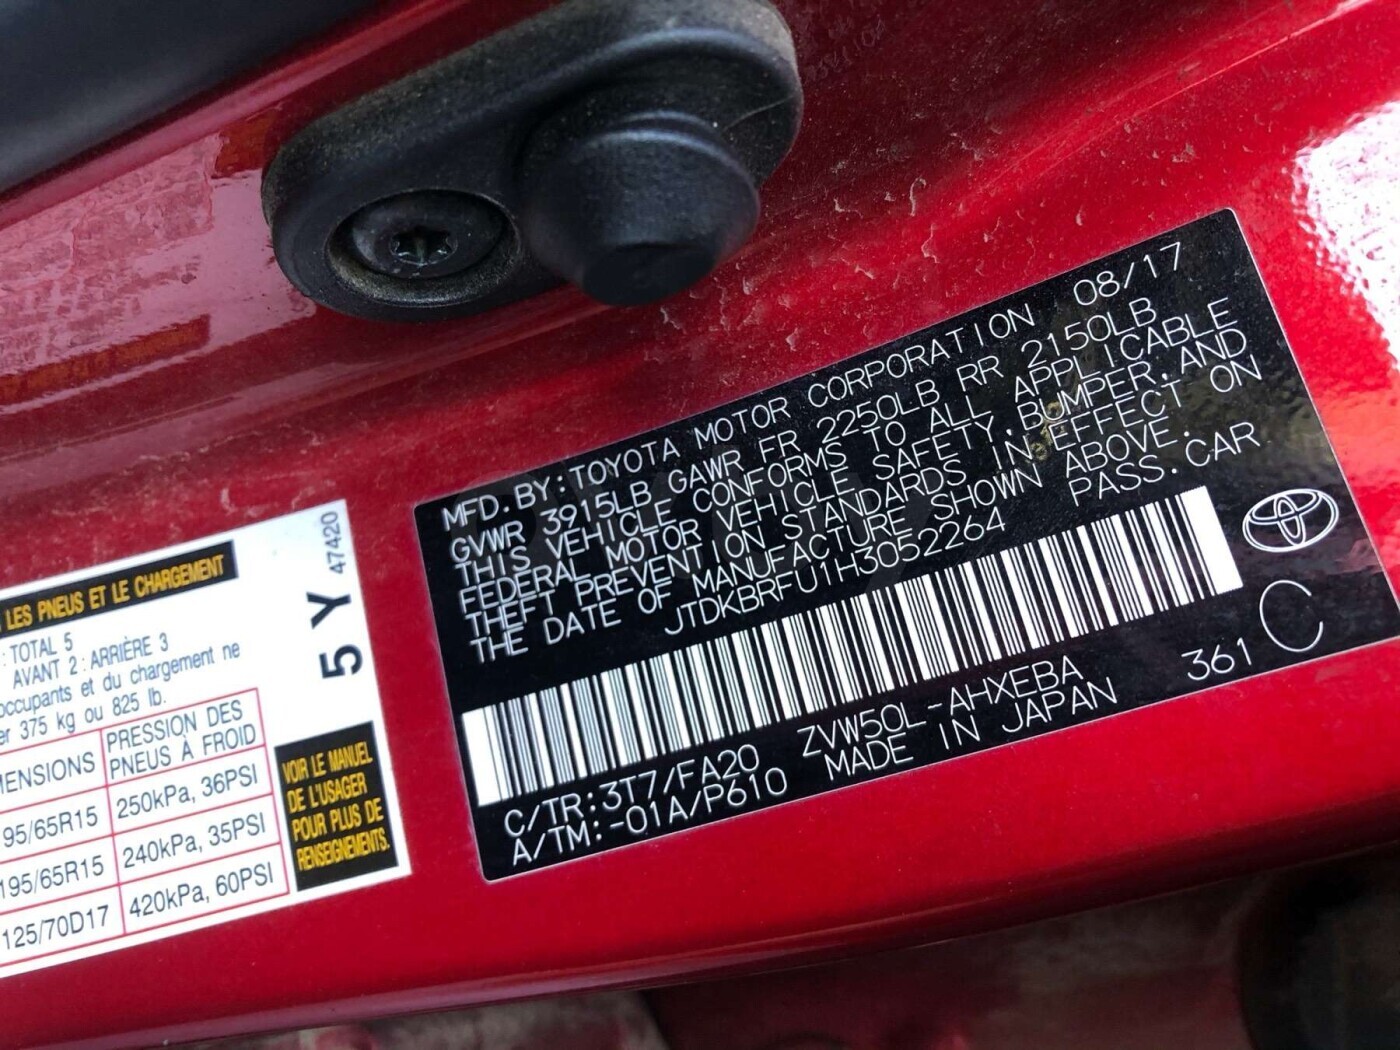 LES PNEUS ET LE CHARGEMENT
: TOTAL 5
AVANT 2 : ARRIÈRE 3
occupants et du chargement ne
er 375 kg ou 825 lb.
MENSIONS PRESSION DES PNEUS À FROID
95/65R15 250kPa, 36PSI
195/65R15 240kPa, 35PSI
125/70D17 420kPa, 60PSI
5Y 47420
VOIR LE MANUEL
DE L'USAGER
POUR PLUS DE
RENSEIGNEMENTS.
MFD. BY: TOYOTA MOTOR CORPORATION 08/17
GVWR 3915LB GAWR FR 2250LB RR 2150LB
THIS VEHICLE CONFORMS TO ALL APPLICABLE
FEDERAL MOTOR VEHICLE SAFETY, BUMPER, AND
THEFT PREVENTION STANDARDS IN EFFECT ON
THE DATE OF MANUFACTURE SHOWN ABOVE.
JTDKBRFU1H3052264 PASS. CAR
C/TR:3T7/FA20 ZVW50L-AHXEBA 361 C
A/TM:-01A/P610 MADE IN JAPAN